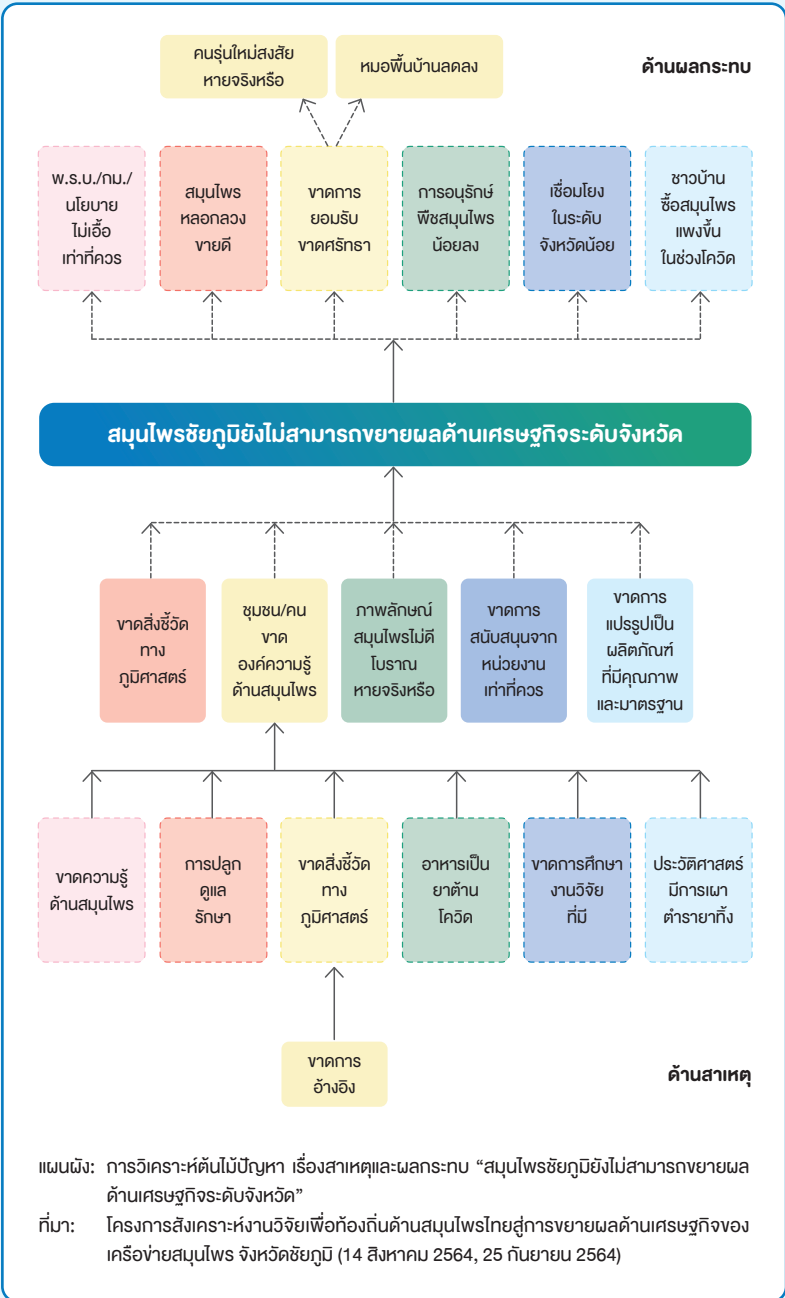 คนรุ่นใหม่สงสัย
หายจริงหรือ
หมอพื้นบ้านลดลง
ด้านผลกระทบ
พ.ร.บ./กม./
นโยบาย
ไม่เอื้อ
เท่าที่ควร
สมุนไพร
หลอกลวง
ขายดี
ขาดการ
ยอมรับ
ขาดศรัทธา
การอนุรักษ์
พืชสมุนไพร
น้อยลง
เชื่อมโยง
ในระดับ
จังหวัดน้อย
ชาวบ้าน
ซื้อสมุนไพร
แพงขึ้น
ในช่วงโควิด
สมุนไพรชัยภูมิยังไม่สามารถขยายผลด้านเศรษฐกิจระดับจังหวัด
ขาดสิ่งชี้วัด
ทาง
ภูมิศาสตร์
ชุมชน/คน
ขาด
องค์ความรู้
ด้านสมุนไพร
ภาพลักษณ์
สมุนไพรไม่ดี
โบราณ
หายจริงหรือ
ขาดการ
สนับสนุนจาก
หน่วยงาน
เท่าที่ควร
ขาดการ
แปรรูปเป็น
ผลิตภัณฑ์
ที่มีคุณภาพ
และมาตรฐาน
ขาดความรู้
ด้านสมุนไพร
การปลูก
ดูแล
รักษา
ขาดสิ่งชี้วัด
ทาง
ภูมิศาสตร์
อาหารเป็น
ยาต้าน
โควิด
ขาดการศึกษา
งานวิจัย
ที่มี
ประวัติศาสตร์
มีการเผา
ตำรายาทิ้ง
ขาดการ
อ้างอิง
ด้านสาเหตุ
แผนผัง: การวิเคราะห์ต้นไม้ปัญหา เรื่องสาเหตุและผลกระทบ “สมุนไพรชัยภูมิยังไม่สามารถขยายผล
ด้านเศรษฐกิจระดับจังหวัด”
ที่มา: โครงการสังเคราะห์งานวิจัยเพื่อท้องถิ่นด้านสมุนไพรไทยสู่การขยายผลด้านเศรษฐกิจของ
เครือข่ายสมุนไพร จังหวัดชัยภูมิ (14 สิงหาคม 2564, 25 กันยายน 2564)